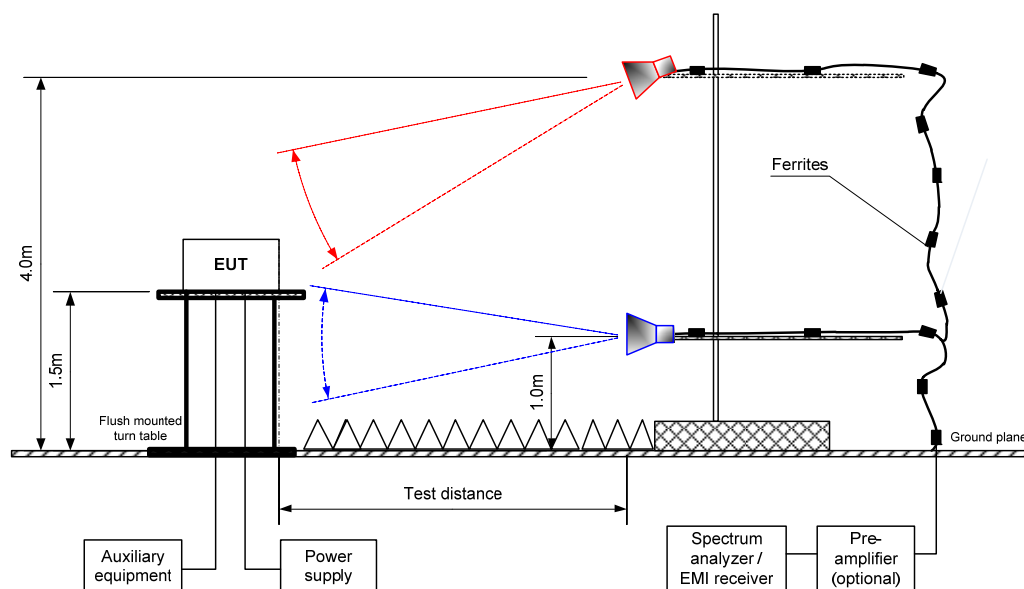 Ferrites
4.0m
EUT
1.5m
1.0m
Flush mounted
turn table
Ground plane
Test distance
Auxiliary
equipment
Power
supply
Spectrum
analyzer /
EMI receiver
Pre-
amplifier
(optional)